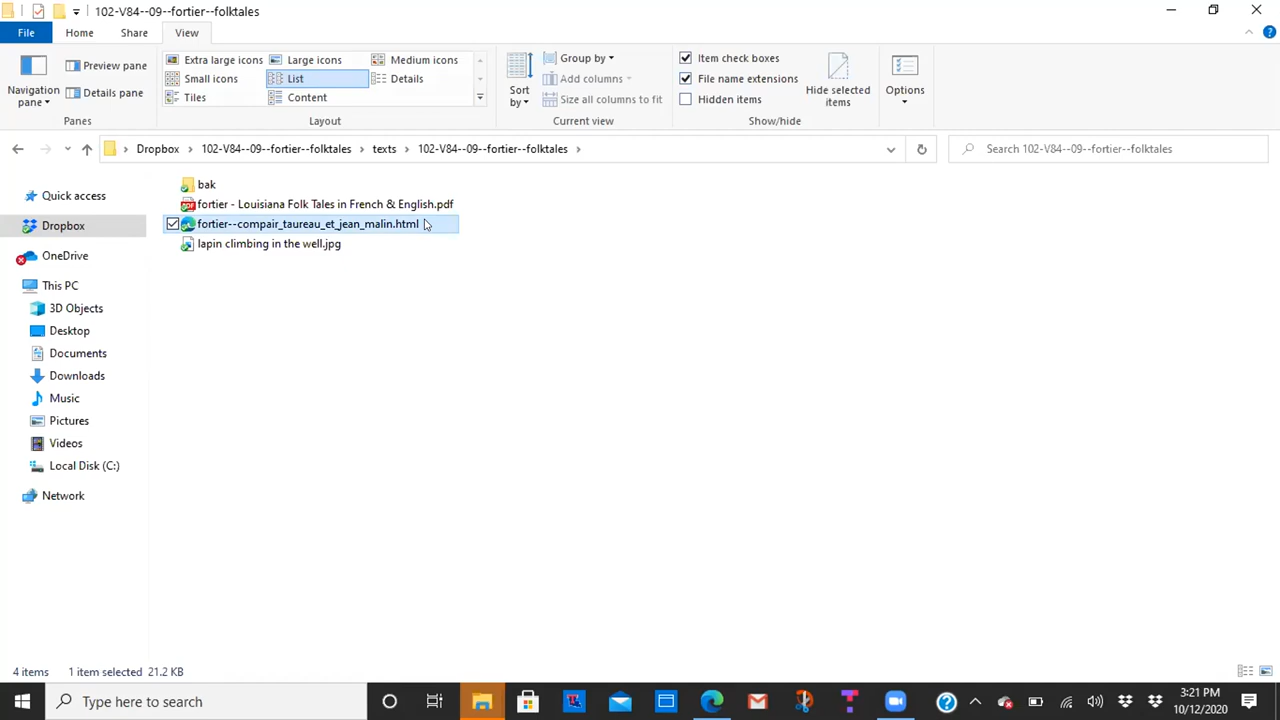 102-V84--09--fortier--folktales
File Home Share View
Navigation pane
Preview pane
Details pane
Panes
Extra large icons Large icons Medium icons
Small icons List Details
Tiles Content
Layout
Sort by
Group by
Add columns
Size all columns to fit
Current view
Item check boxes
File name extensions
Hidden items
Hide selected items
Show/hide
Options
Dropbox 102-V84--09--fortier--folktales texts 102-V84--09--fortier--folktales
Search 102-V84--09--fortier--folktales
Quick access
Dropbox
OneDrive
This PC
3D Objects
Desktop
Documents
Downloads
Music
Pictures
Videos
Local Disk (C:)
Network
bak
fortier - Louisiana Folk Tales in French & English.pdf
fortier--compair_taureau_et_jean_malin.html
lapin climbing in the well.jpg
4 items 1 item selected 21.2 KB
Type here to search
3:21 PM
10/12/2020